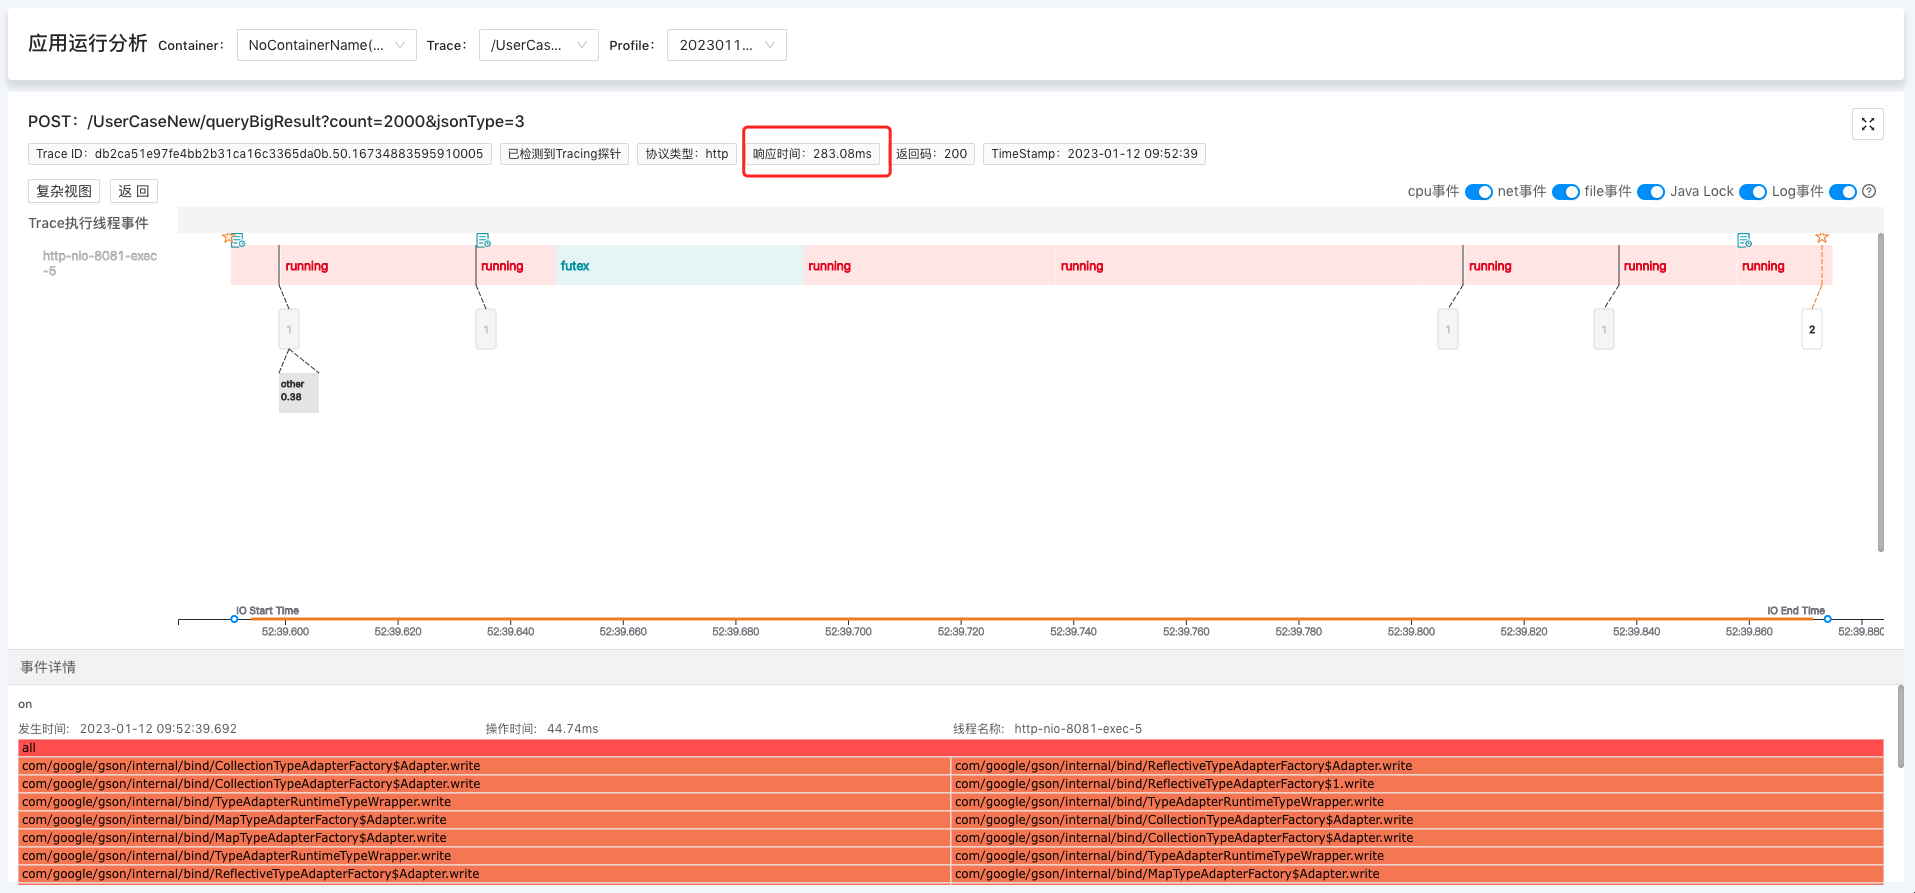 应用运行分析 Container： NoContainerName(... Trace： /UserCas... Profile： 2023011...
POST：/UserCaseNew/queryBigResult?count=2000&jsonType=3
Trace ID：db2ca51e97fe4bb2b31ca16c3365da0b.50.16734883595910005 已检测到Tracing探针 协议类型：http 响应时间：283.08ms 返回码：200 TimeStamp：2023-01-12 09:52:39
复杂视图 返 回 cpu事件 net事件 file事件 Java Lock Log事件 ?
Trace执行线程事件
http-nio-8081-exec
-5
running running futex running running running running running
1 1 1 1 2
other
0.38
IO Start Time IO End Time
52:39.600 52:39.620 52:39.640 52:39.660 52:39.680 52:39.700 52:39.720 52:39.740 52:39.760 52:39.780 52:39.800 52:39.820 52:39.840 52:39.860 52:39.880
事件详情
on
发生时间： 2023-01-12 09:52:39.692 操作时间： 44.74ms 线程名称： http-nio-8081-exec-5
all
com/google/gson/internal/bind/CollectionTypeAdapterFactory$Adapter.write com/google/gson/internal/bind/ReflectiveTypeAdapterFactory$Adapter.write
com/google/gson/internal/bind/CollectionTypeAdapterFactory$Adapter.write com/google/gson/internal/bind/ReflectiveTypeAdapterFactory$1.write
com/google/gson/internal/bind/TypeAdapterRuntimeTypeWrapper.write com/google/gson/internal/bind/TypeAdapterRuntimeTypeWrapper.write
com/google/gson/internal/bind/MapTypeAdapterFactory$Adapter.write com/google/gson/internal/bind/CollectionTypeAdapterFactory$Adapter.write
com/google/gson/internal/bind/MapTypeAdapterFactory$Adapter.write com/google/gson/internal/bind/CollectionTypeAdapterFactory$Adapter.write
com/google/gson/internal/bind/TypeAdapterRuntimeTypeWrapper.write com/google/gson/internal/bind/TypeAdapterRuntimeTypeWrapper.write
com/google/gson/internal/bind/ReflectiveTypeAdapterFactory$Adapter.write com/google/gson/internal/bind/MapTypeAdapterFactory$Adapter.write